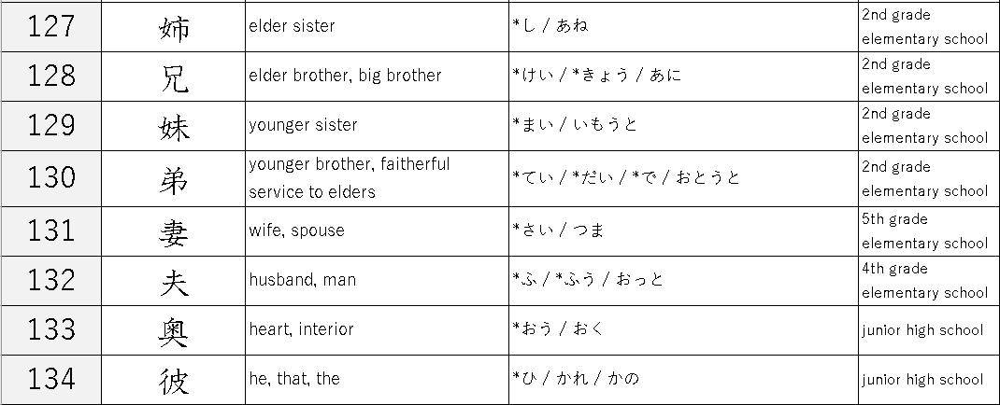 127 姉 elder sister *し / あね 2nd grade elementary school
128 兄 elder brother, big brother *けい / *きょう / あに 2nd grade elementary school
129 妹 younger sister *まい / いもうと 2nd grade elementary school
130 弟 younger brother, faitherful service to elders *てい / *だい / *で / おとうと 2nd grade elementary school
131 妻 wife, spouse *さい / つま 5th grade elementary school
132 夫 husband, man *ふ / *ふう / おっと 4th grade elementary school
133 奥 heart, interior *おう / おく junior high school
134 彼 he, that, the *ひ / かれ / かの junior high school